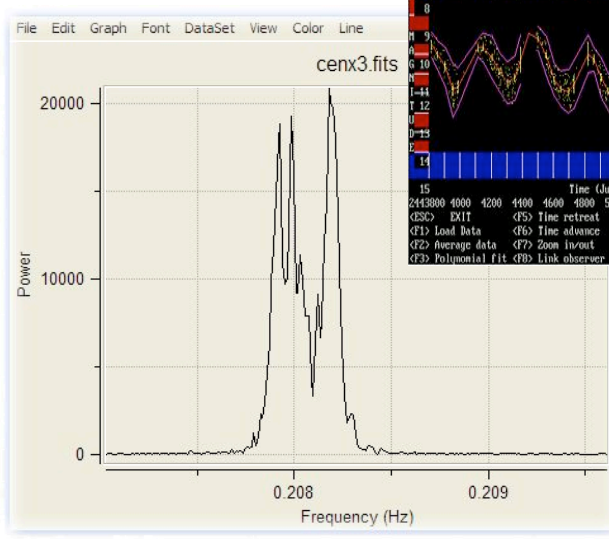 File Edit Graph Font DataSet View Color Line
cenx3.fits
20000
10000
0
Power
0.208 0.209
Frequency (Hz)
8
M 9
A
G 10
N
I 11
T 12
U
D 13
E
14
15
Time (Ju
2443800 4000 4200 4400 4600 4800 5
<ESC> EXIT <F5> Time retreat
<F1> Load Data <F6> Time advance
<F2> Average data <F7> Zoom in/out
<F3> Polynomial fit <F8> Link observer